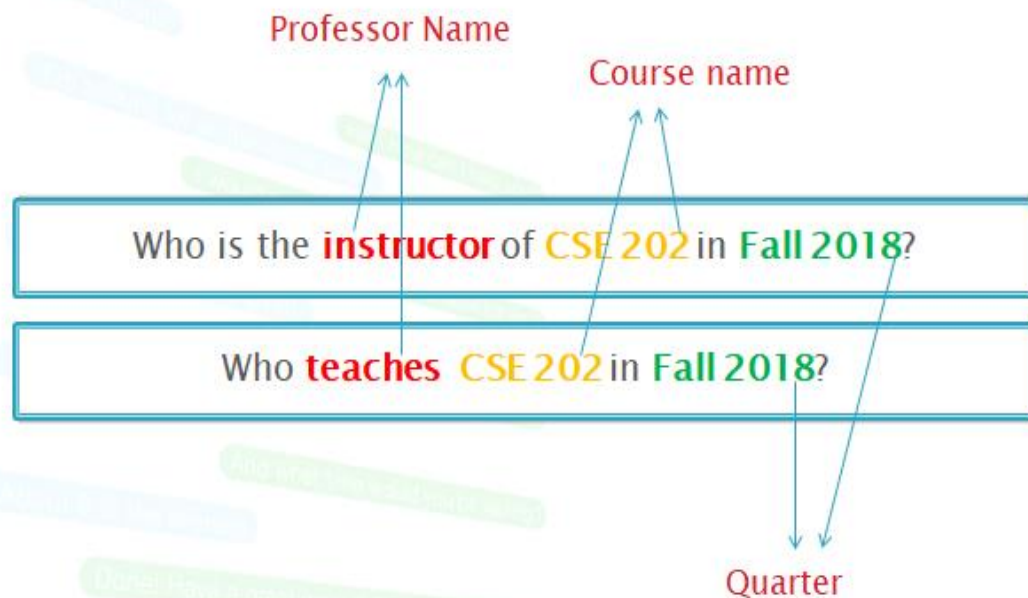 Professor Name
Course name
Who is the instructor of CSE 202 in Fall 2018?
Who teaches CSE 202 in Fall 2018?
Quarter